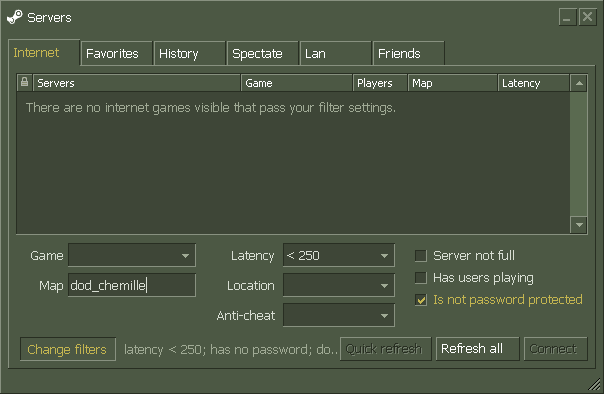 Servers
Internet Favorites History Spectate Lan Friends
Servers Game Players Map Latency
There are no internet games visible that pass your filter settings.
Game Latency < 250 Server not full
Map dod_chemille Location Has users playing
Anti-cheat Is not password protected
Change filters latency < 250; has no password; do.. Quick refresh Refresh all Connect